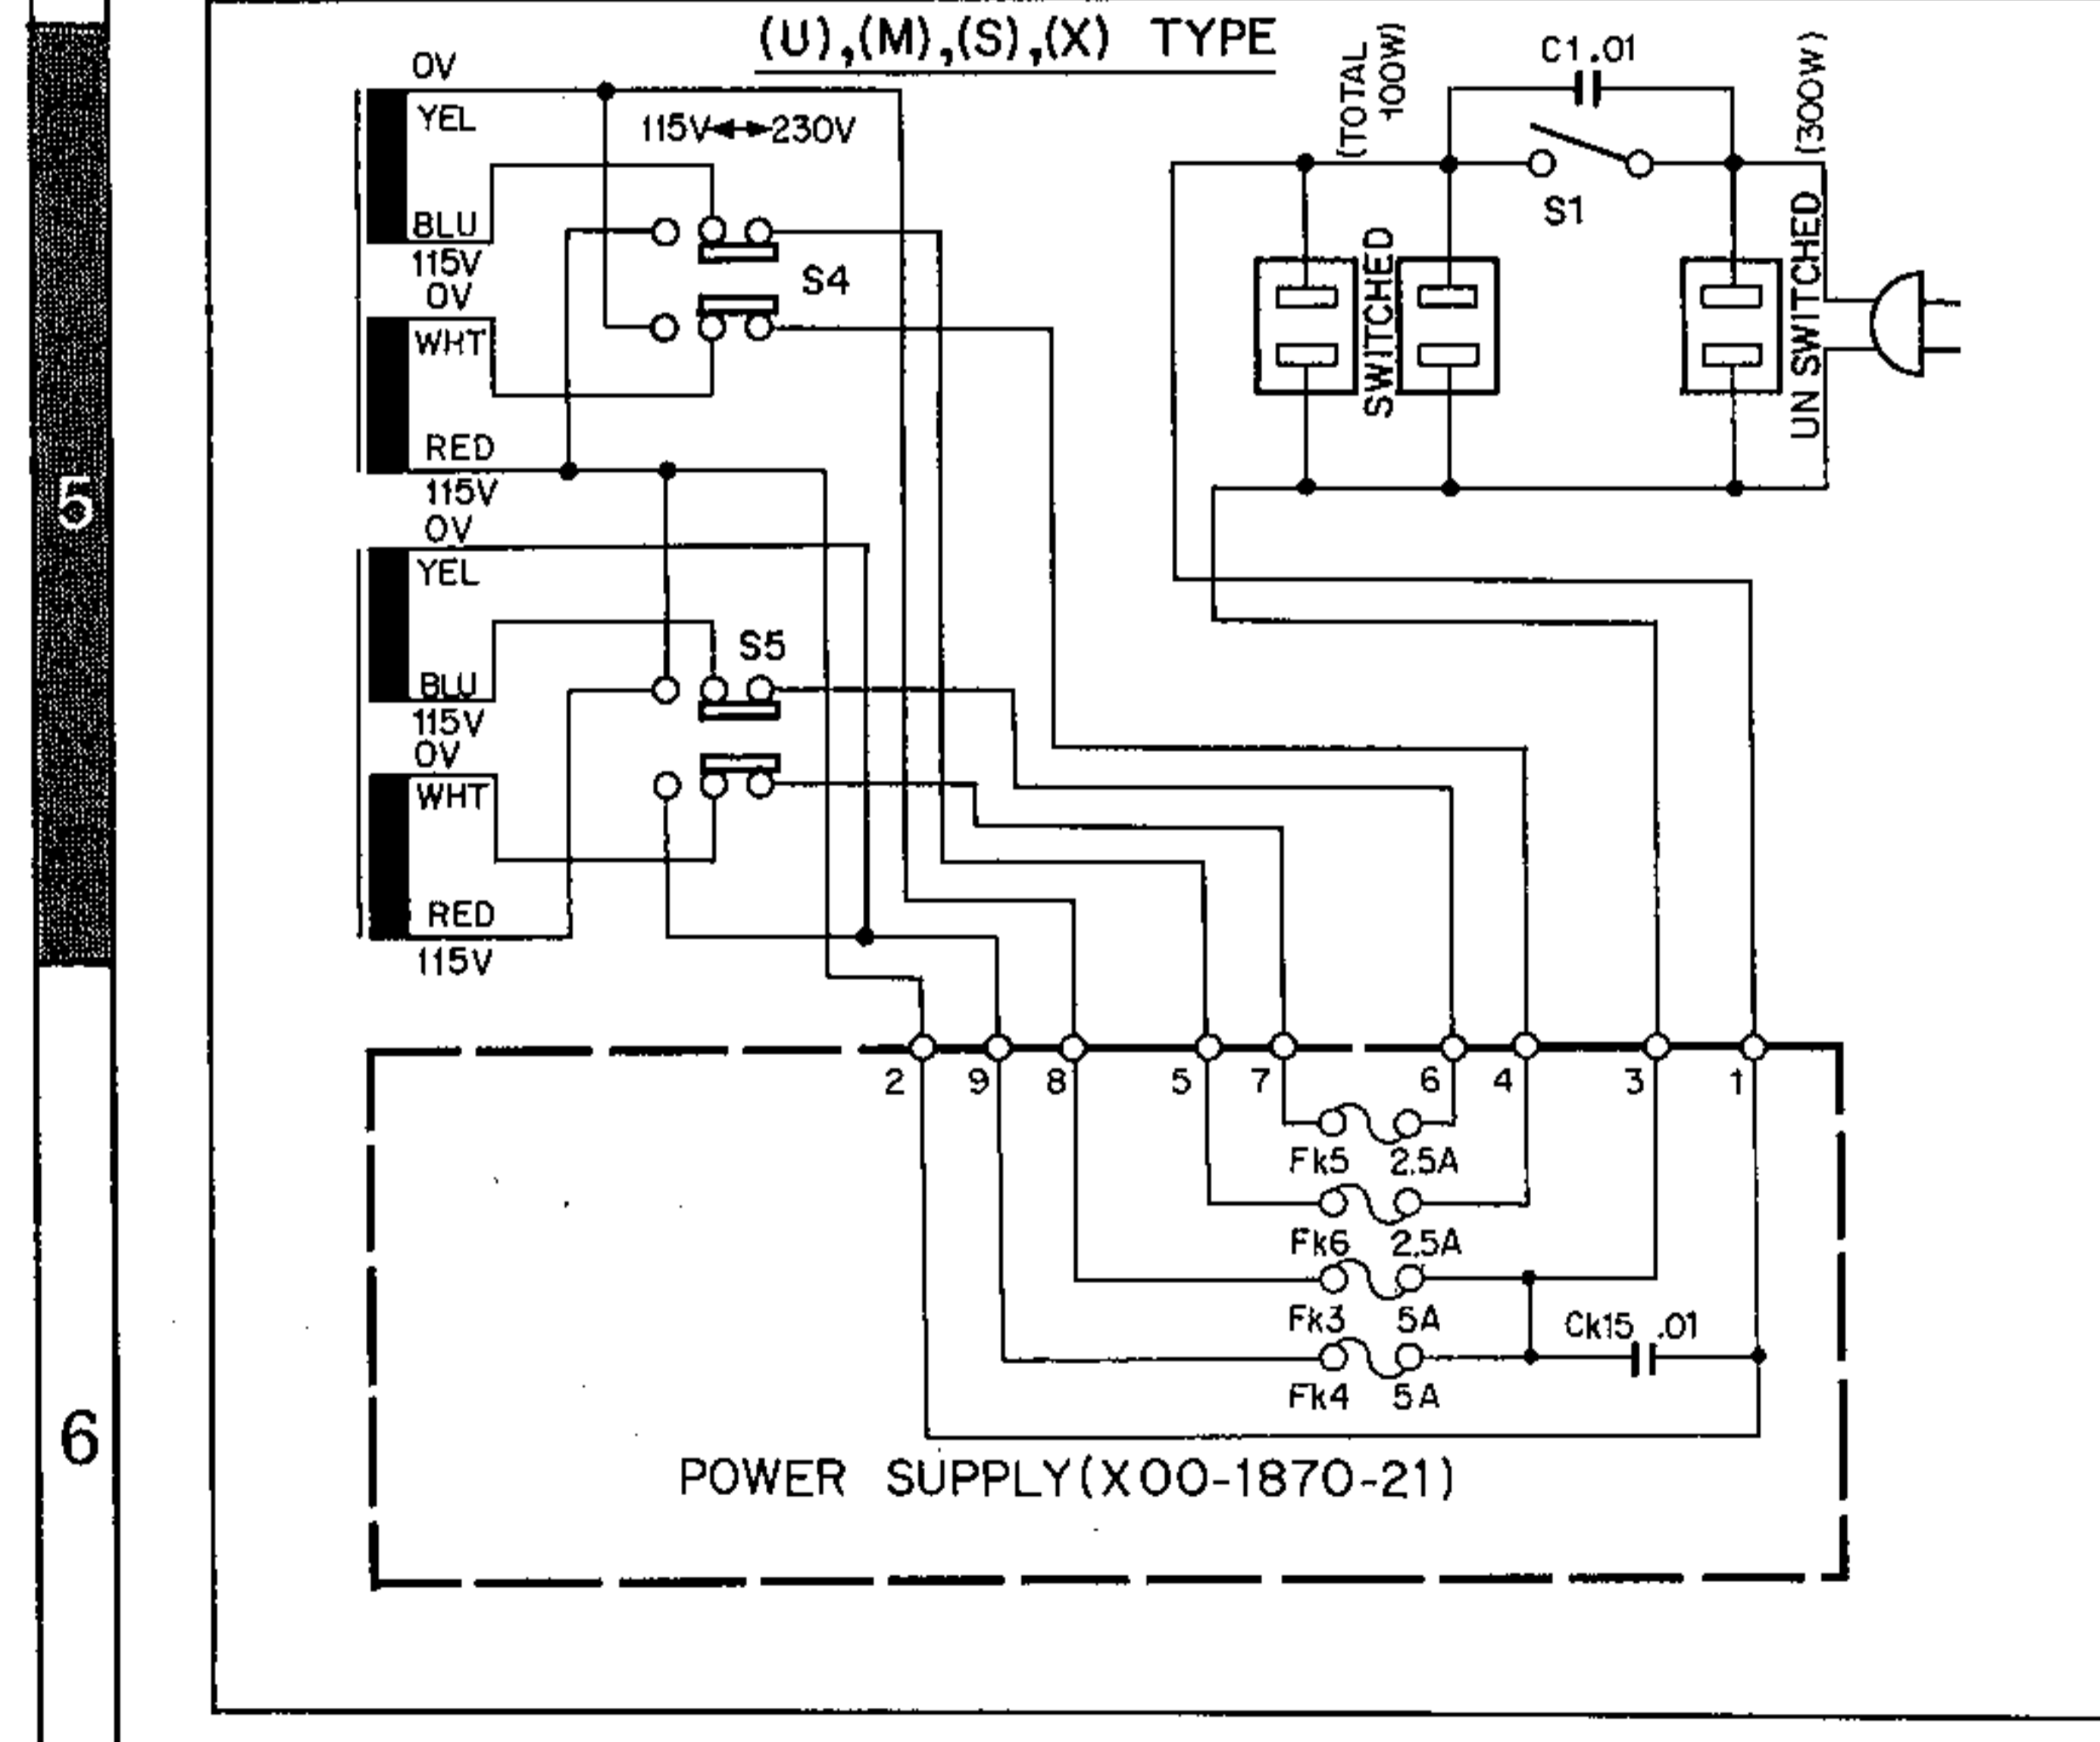 (U),(M),(S),(X) TYPE
0V
YEL
115V 230V
BLU
115V
0V
WHT
S4
RED
115V
0V
YEL
S5
BLU
115V
0V
WHT
RED
115V
(TOTAL
100W)
C1 .01
(300W)
S1
SWITCHED
UN SWITCHED
5
6
2 9 8 5 7 6 4 3 1
Fk5 2.5A
Fk6 2.5A
Fk3 5A
Ck15 .01
Fk4 5A
POWER SUPPLY(X00-1870-21)